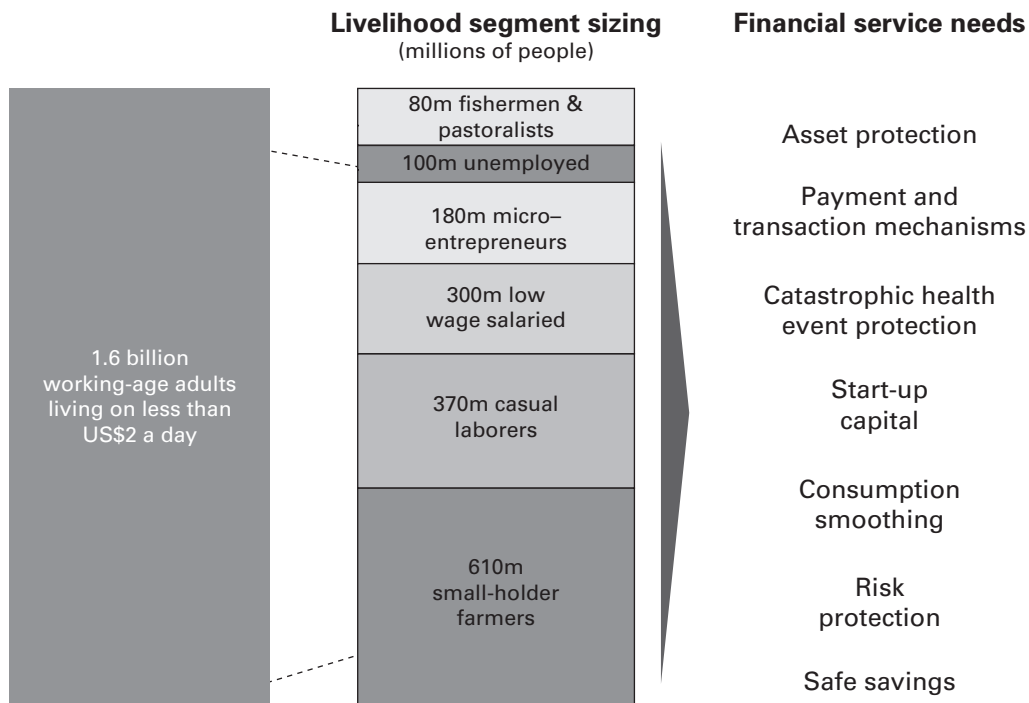 Livelihood segment sizing
(millions of people)
Financial service needs
1.6 billion
working-age adults
living on less than
US$2 a day
80m fishermen &
pastoralists
100m unemployed
180m micro–
entrepreneurs
300m low
wage salaried
370m casual
laborers
610m
small-holder
farmers
Asset protection
Payment and
transaction mechanisms
Catastrophic health
event protection
Start-up
capital
Consumption
smoothing
Risk
protection
Safe savings